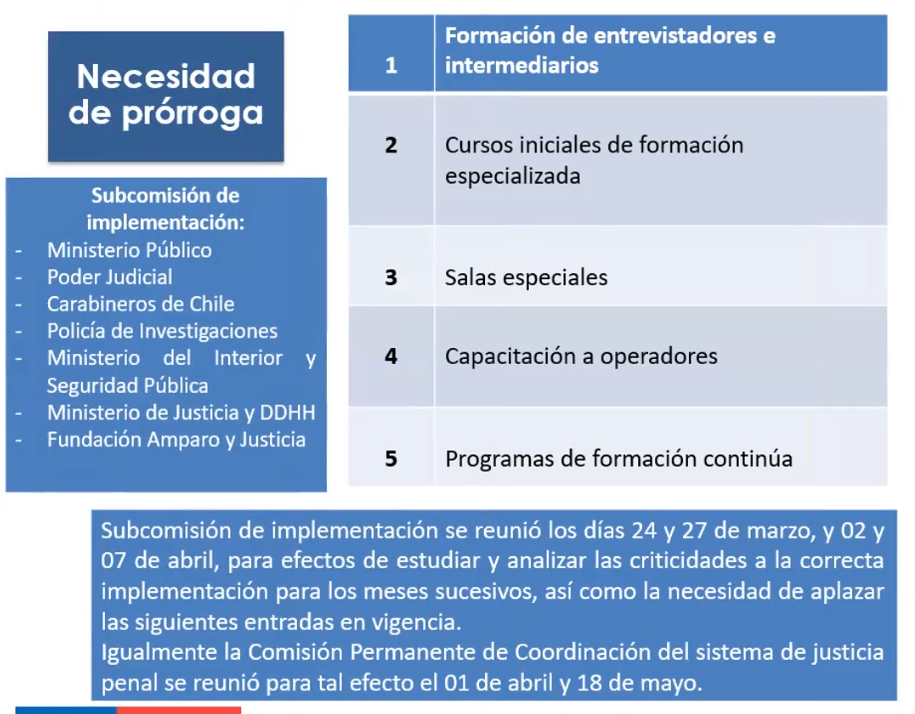 Necesidad
de prórroga
Subcomisión de
implementación:
- Ministerio Público
- Poder Judicial
- Carabineros de Chile
- Policía de Investigaciones
- Ministerio del Interior y
Seguridad Pública
- Ministerio de Justicia y DDHH
- Fundación Amparo y Justicia
1 Formación de entrevistadores e
intermediarios
2 Cursos iniciales de formación
especializada
3 Salas especiales
4 Capacitación a operadores
5 Programas de formación continúa
Subcomisión de implementación se reunió los días 24 y 27 de marzo, y 02 y
07 de abril, para efectos de estudiar y analizar las criticidades a la correcta
implementación para los meses sucesivos, así como la necesidad de aplazar
las siguientes entradas en vigencia.
Igualmente la Comisión Permanente de Coordinación del sistema de justicia
penal se reunió para tal efecto el 01 de abril y 18 de mayo.